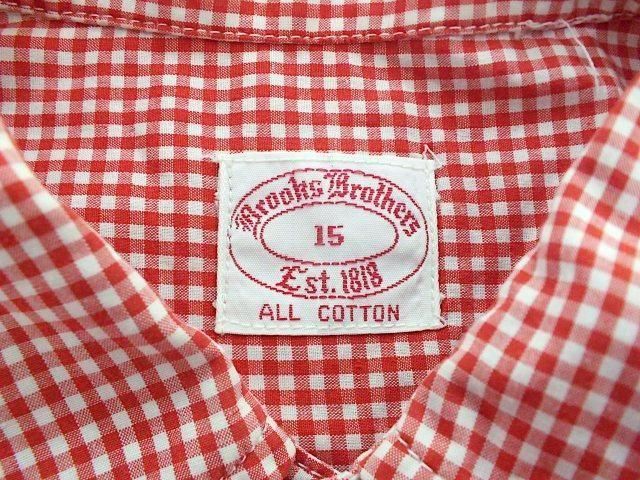 Brooks Brothers
15
Est. 1818
ALL COTTON